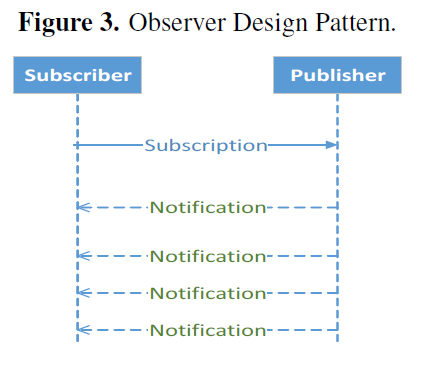 Figure 3. Observer Design Pattern.
Subscriber Publisher
Subscription
Notification
Notification
Notification
Notification